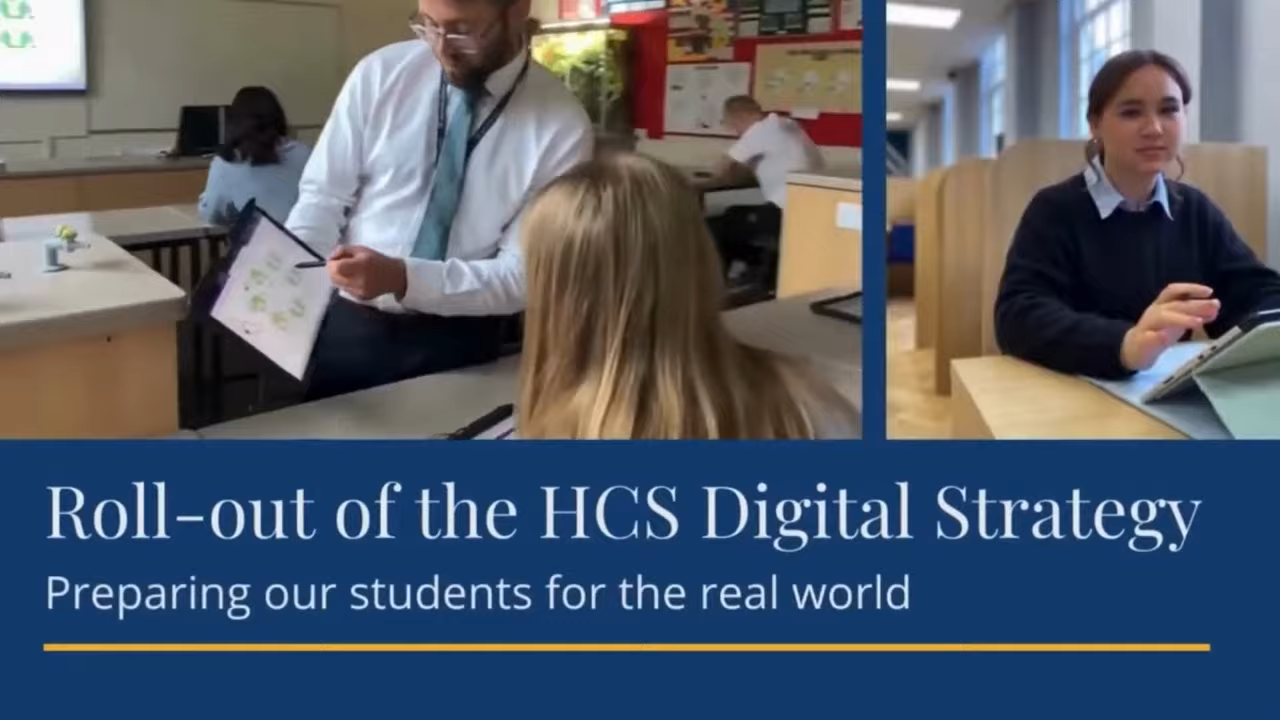 Roll-out of the HCS Digital Strategy
Preparing our students for the real world